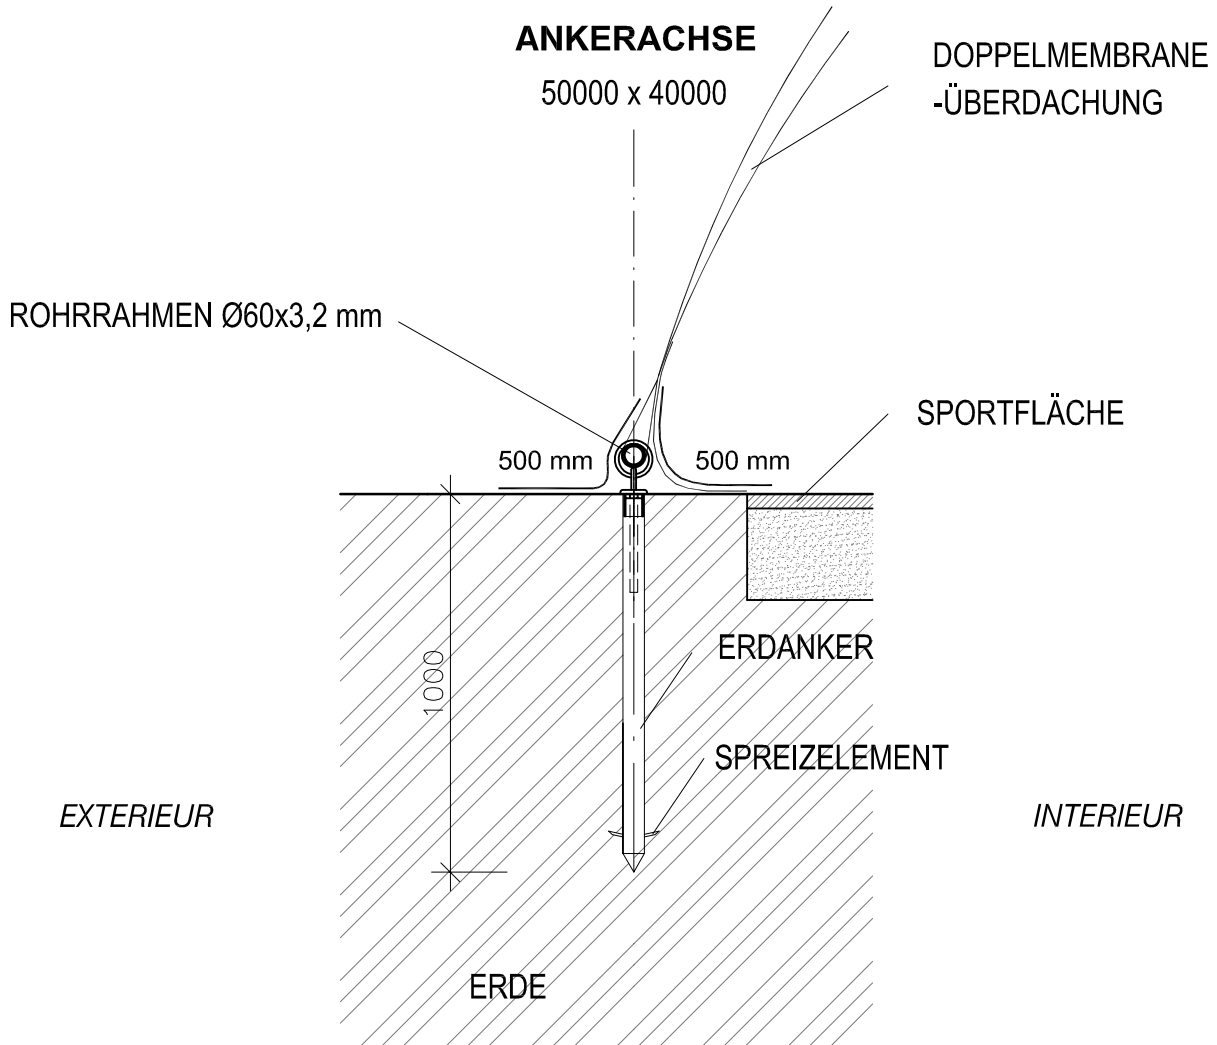 ANKERACHSE
50000 x 40000
DOPPELMEMBRANE
-ÜBERDACHUNG
ROHRRAHMEN Ø60x3,2 mm
SPORTFLÄCHE
500 mm
500 mm
1000
ERDANKER
SPREIZELEMENT
EXTERIEUR
INTERIEUR
ERDE